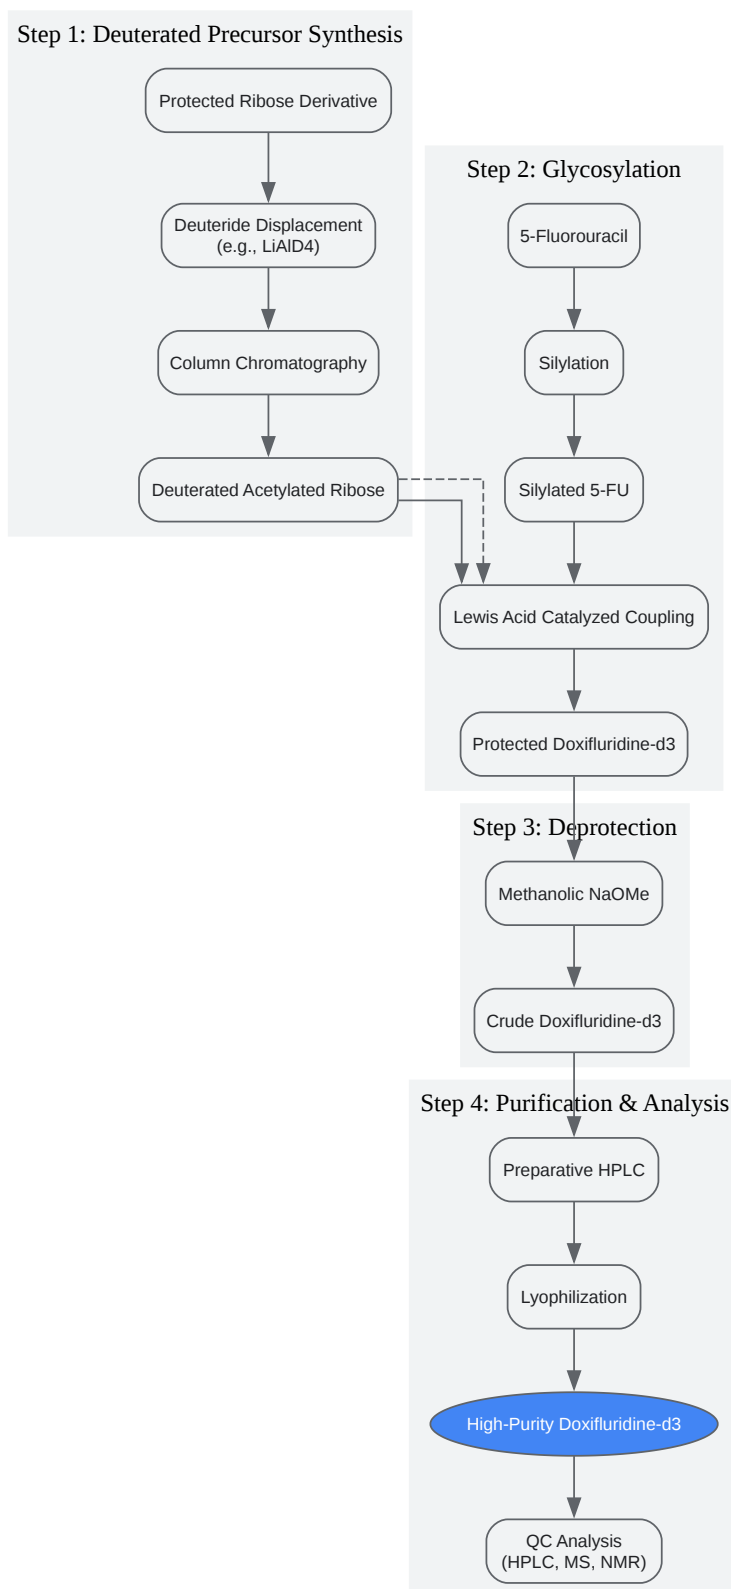 Step 1: Deuterated Precursor Synthesis
Protected Ribose Derivative
Deuteride Displacement
(e.g., LiAlD4)
Column Chromatography
Deuterated Acetylated Ribose
Step 2: Glycosylation
5-Fluorouracil
Silylation
Silylated 5-FU
Lewis Acid Catalyzed Coupling
Protected Doxifluridine-d3
Step 3: Deprotection
Methanolic NaOMe
Crude Doxifluridine-d3
Step 4: Purification & Analysis
Preparative HPLC
Lyophilization
High-Purity Doxifluridine-d3
QC Analysis
(HPLC, MS, NMR)